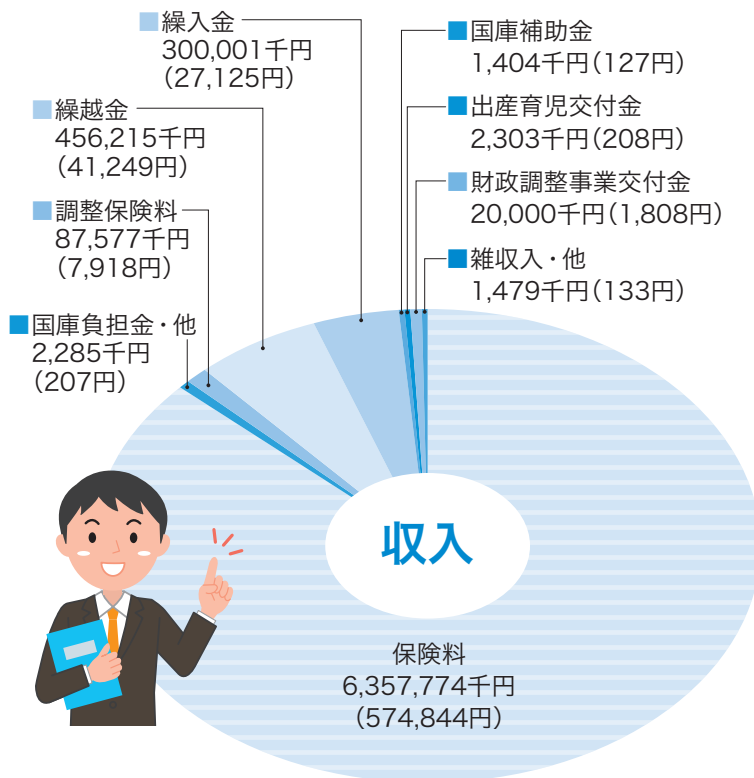 繰入金
300,001千円
(27,125円)
繰越金
456,215千円
(41,249円)
調整保険料
87,577千円
(7,918円)
国庫負担金・他
2,285千円
(207円)
国庫補助金
1,404千円(127円)
出産育児交付金
2,303千円(208円)
財政調整事業交付金
20,000千円(1,808円)
雑収入・他
1,479千円(133円)
収入
保険料
6,357,774千円
(574,844円)